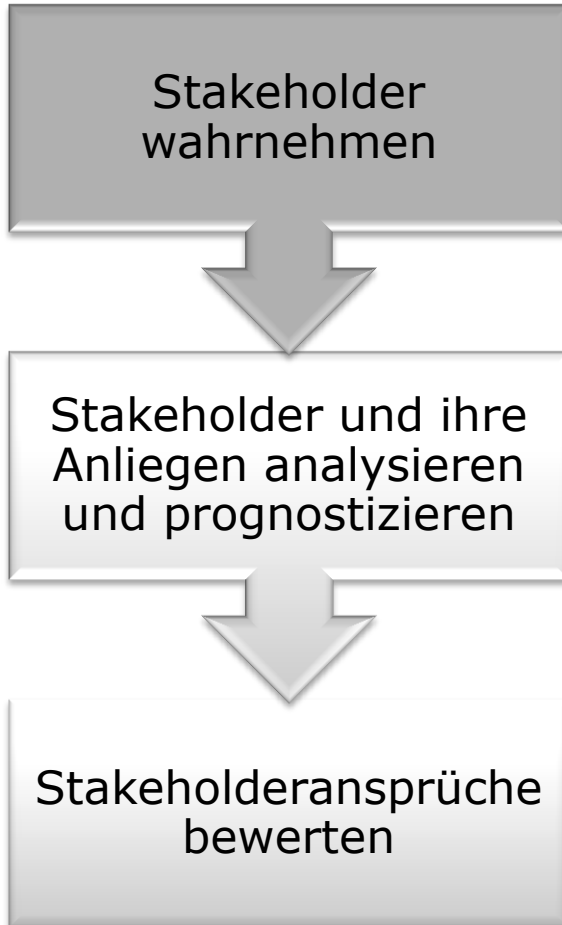 Stakeholder
wahrnehmen
Stakeholder und ihre
Anliegen analysieren
und prognostizieren
Stakeholderansprüche
bewerten